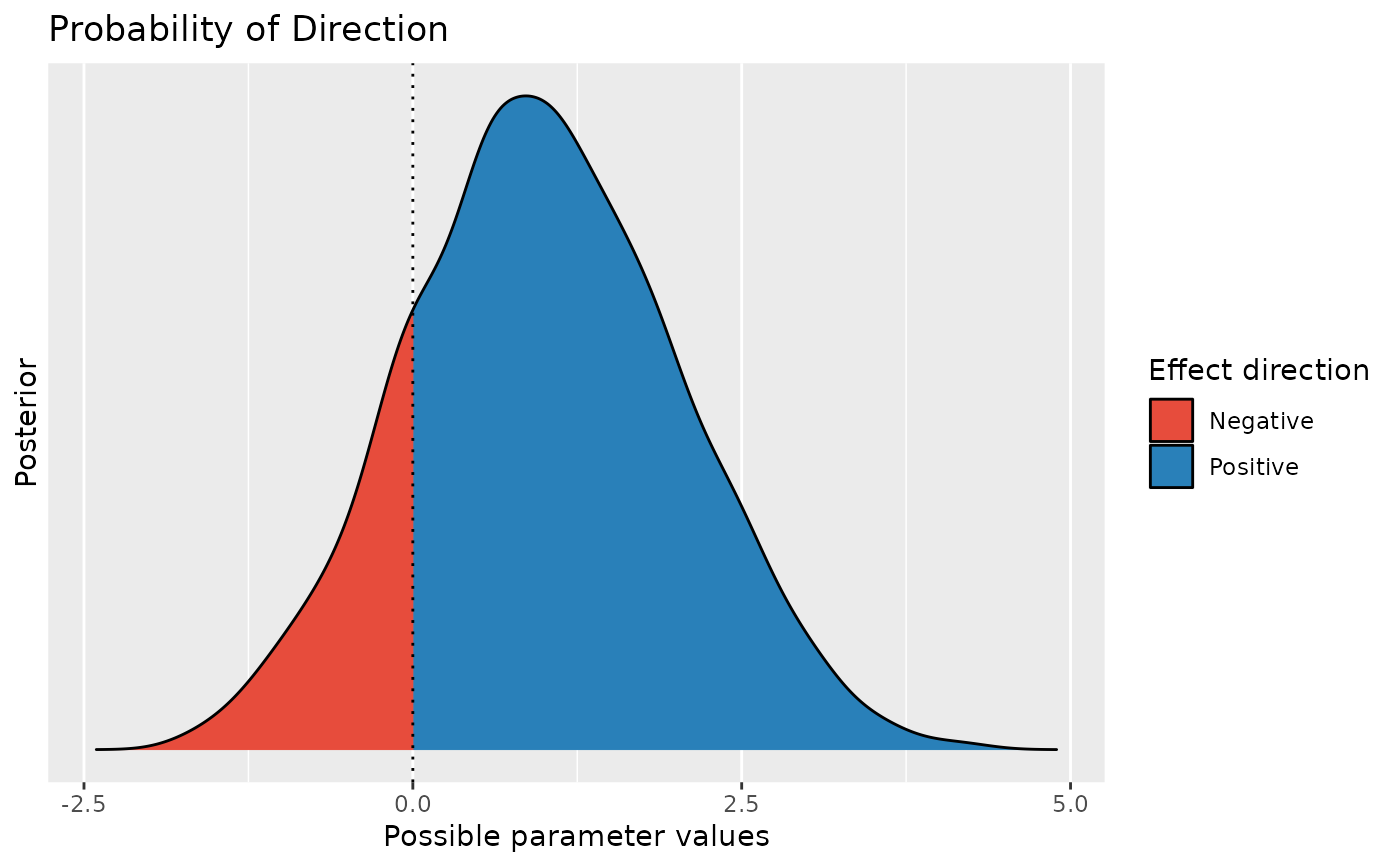 Probability of Direction
Posterior
-2.5 0.0 2.5 5.0
Possible parameter values
Effect direction
Negative
Positive